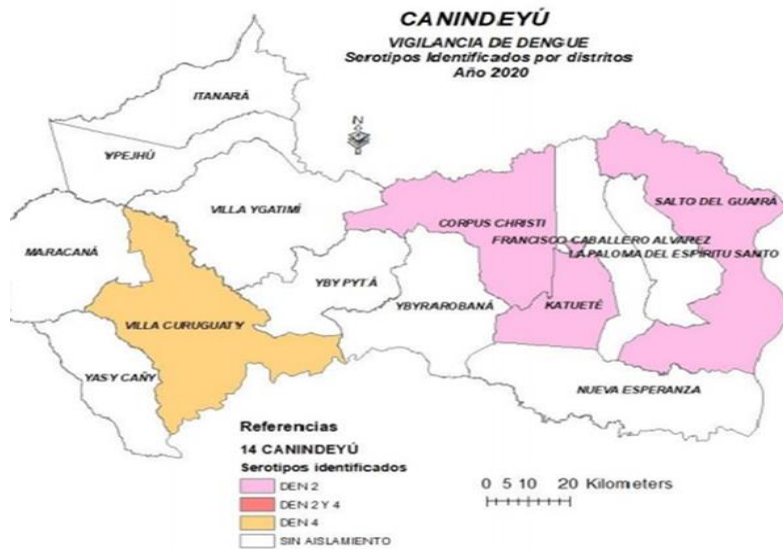 CANINDEYÚ
VIGILANCIA DE DENGUE
Serotipos Identificados por distritos
Año 2020
ITANARÁ
N
YPEJHÚ
VILLA YGATIMÍ
SALTO DEL GUAIRÁ
CORPUS CHRISTI
FRANCISCO CABALLERO ALVAREZ
MARACANÁ
LA PALOMA DEL ESPÍRITU SANTO
YBY PYTÁ
YBYRAROBANÁ
KATUETÉ
VILLA CURUGUATY
YASY CAÑY
NUEVA ESPERANZA
Referencias
14 CANINDEYÚ
Serotipos identificados
DEN 2
DEN 2 Y 4
DEN 4
SIN AISLAMIENTO
0 5 10 20 Kilometers